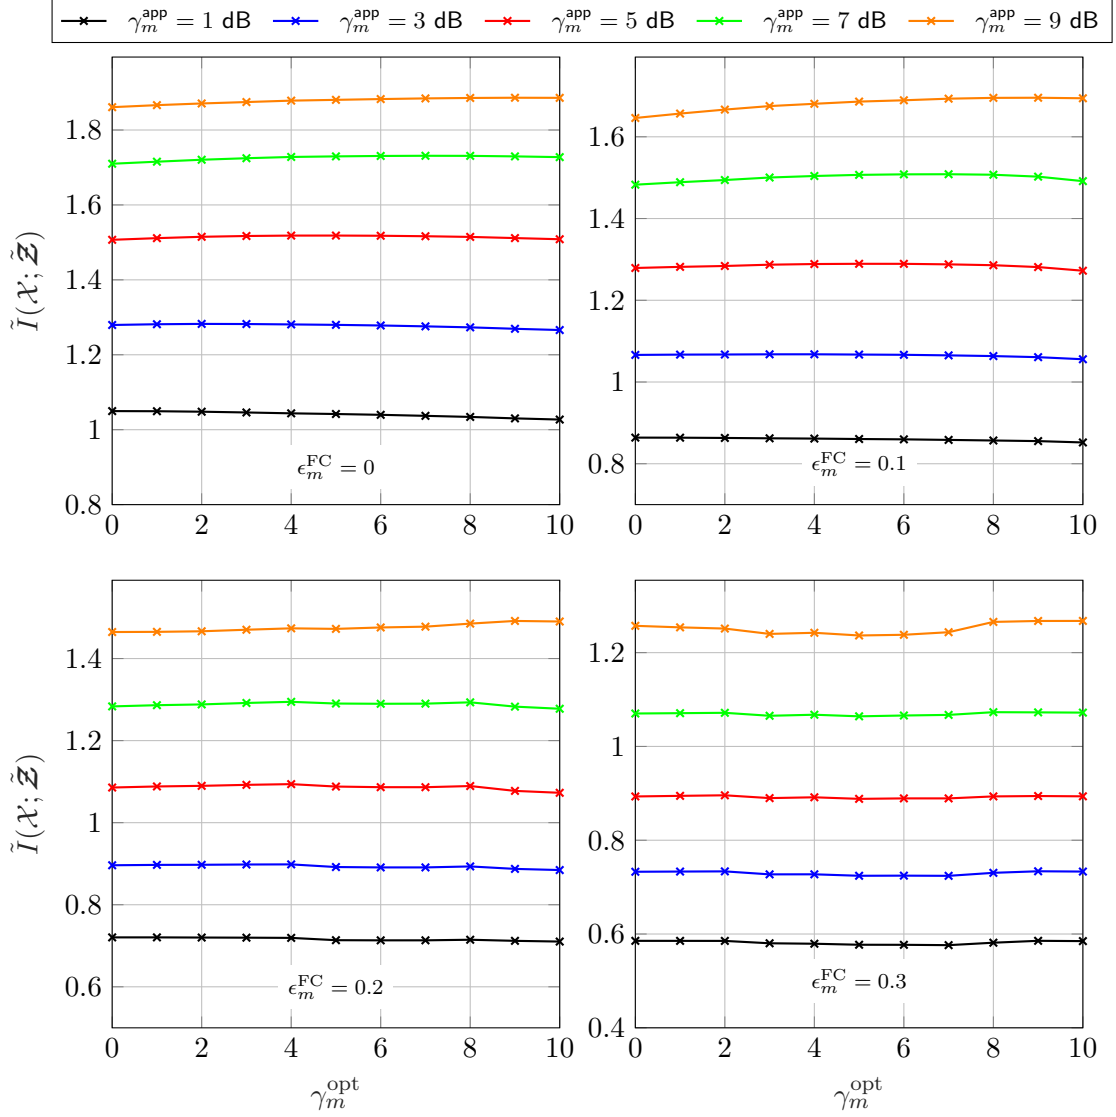 γ_m^app = 1 dB γ_m^app = 3 dB γ_m^app = 5 dB γ_m^app = 7 dB γ_m^app = 9 dB
1.8
1.6
1.4
1.2
1
0.8
0 2 4 6 8 10
Ĩ(𝒳; 𝒵̃)
ϵ_m^FC = 0
1.6
1.4
1.2
1
0.8
0 2 4 6 8 10
ϵ_m^FC = 0.1
1.4
1.2
1
0.8
0.6
0 2 4 6 8 10
Ĩ(𝒳; 𝒵̃)
γ_m^opt
ϵ_m^FC = 0.2
1.2
1
0.8
0.6
0.4
0 2 4 6 8 10
γ_m^opt
ϵ_m^FC = 0.3